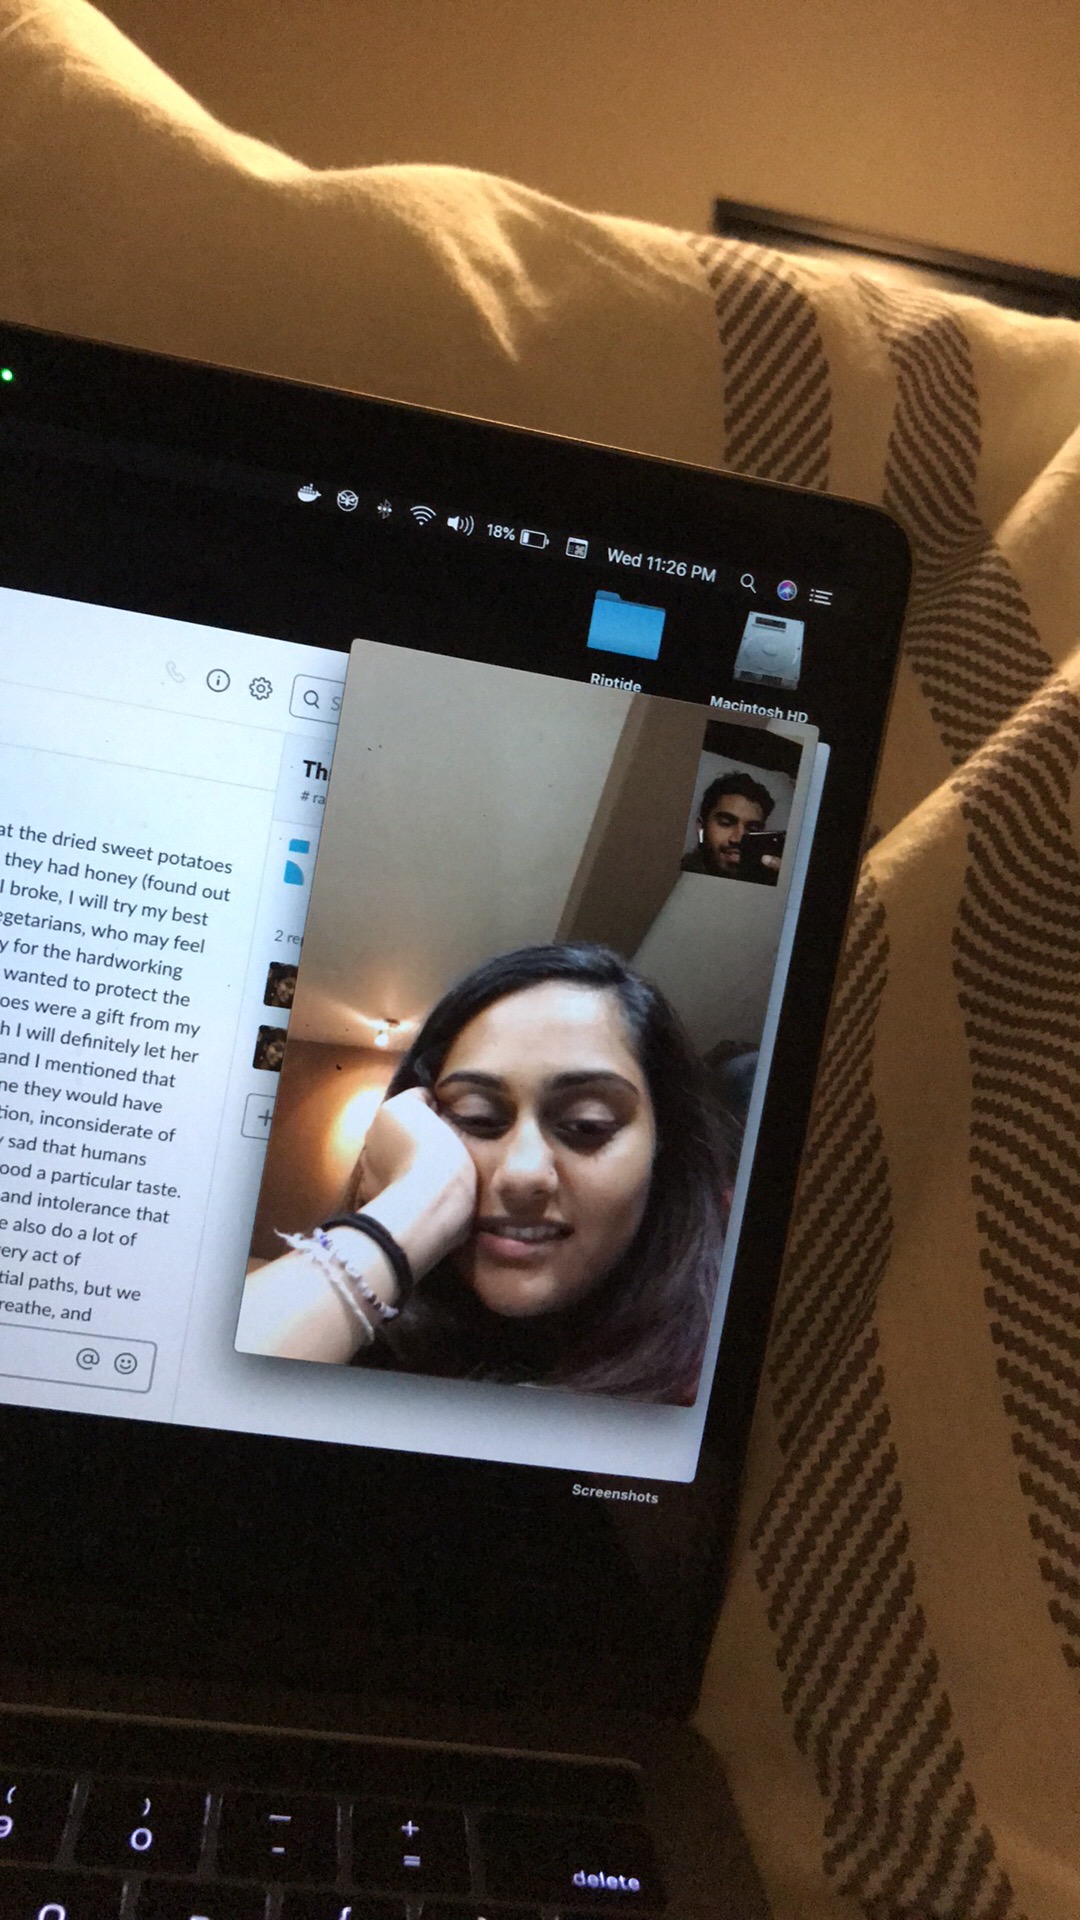 18%
Wed 11:26 PM
Riptide
Macintosh HD
S
Th
# ra
at the dried sweet potatoes
they had honey (found out
I broke, I will try my best
egetarians, who may feel
y for the hardworking
wanted to protect the
oes were a gift from my
h I will definitely let her
and I mentioned that
ne they would have
tion, inconsiderate of
y sad that humans
ood a particular taste.
and intolerance that
e also do a lot of
ery act of
tial paths, but we
reathe, and
2 re
+
@
Screenshots
( ) — +
9 0 - =
delete